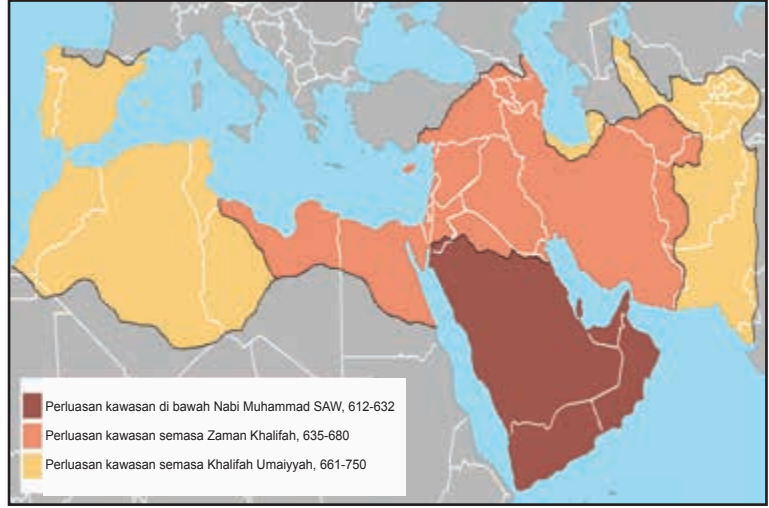 Perluasan kawasan di bawah Nabi Muhammad SAW, 612-632
Perluasan kawasan semasa Zaman Khalifah, 635-680
Perluasan kawasan semasa Khalifah Umaiyyah, 661-750